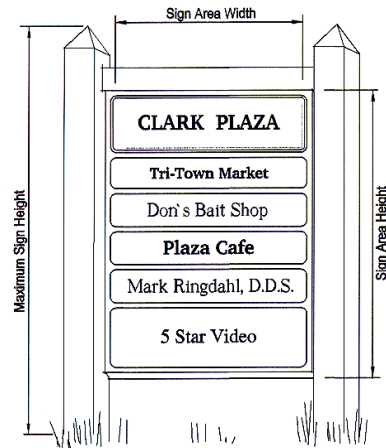 Sign Area Width
CLARK PLAZA
Tri-Town Market
Don`s Bait Shop
Plaza Cafe
Mark Ringdahl, D.D.S.
5 Star Video
Maximum Sign Height
Sign Area Height